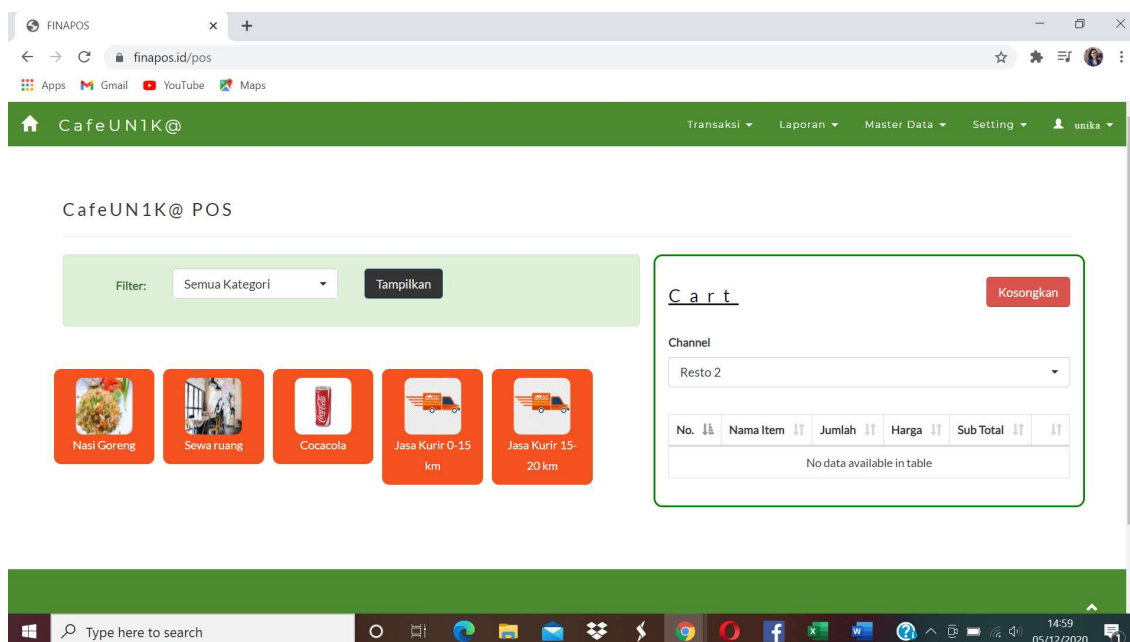 FINAPOS
finapos.id/pos
Apps Gmail YouTube Maps
CafeUN1K@ Transaksi Laporan Master Data Setting unika
CafeUN1K@ POS
Filter: Semua Kategori Tampilkan
Nasi Goreng
Sewa ruang
Cocacola
Jasa Kurir 0-15
km
Jasa Kurir 15-
20 km
Cart Kosongkan
Channel
Resto 2
No. Nama Item Jumlah Harga Sub Total
No data available in table
Type here to search
14:59
05/12/2020